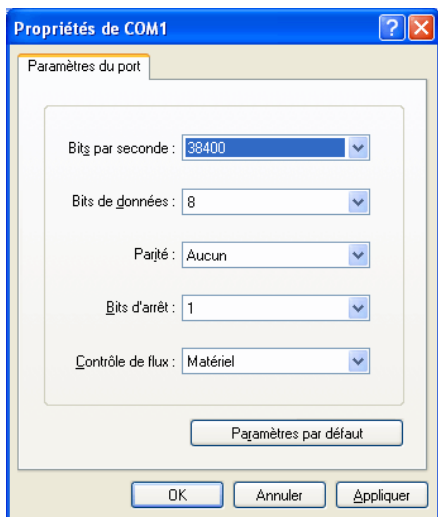 Propriétés de COM1
Paramètres du port
Bits par seconde : 38400
Bits de données : 8
Parité : Aucun
Bits d'arrêt : 1
Contrôle de flux : Matériel
Paramètres par défaut
OK Annuler Appliquer